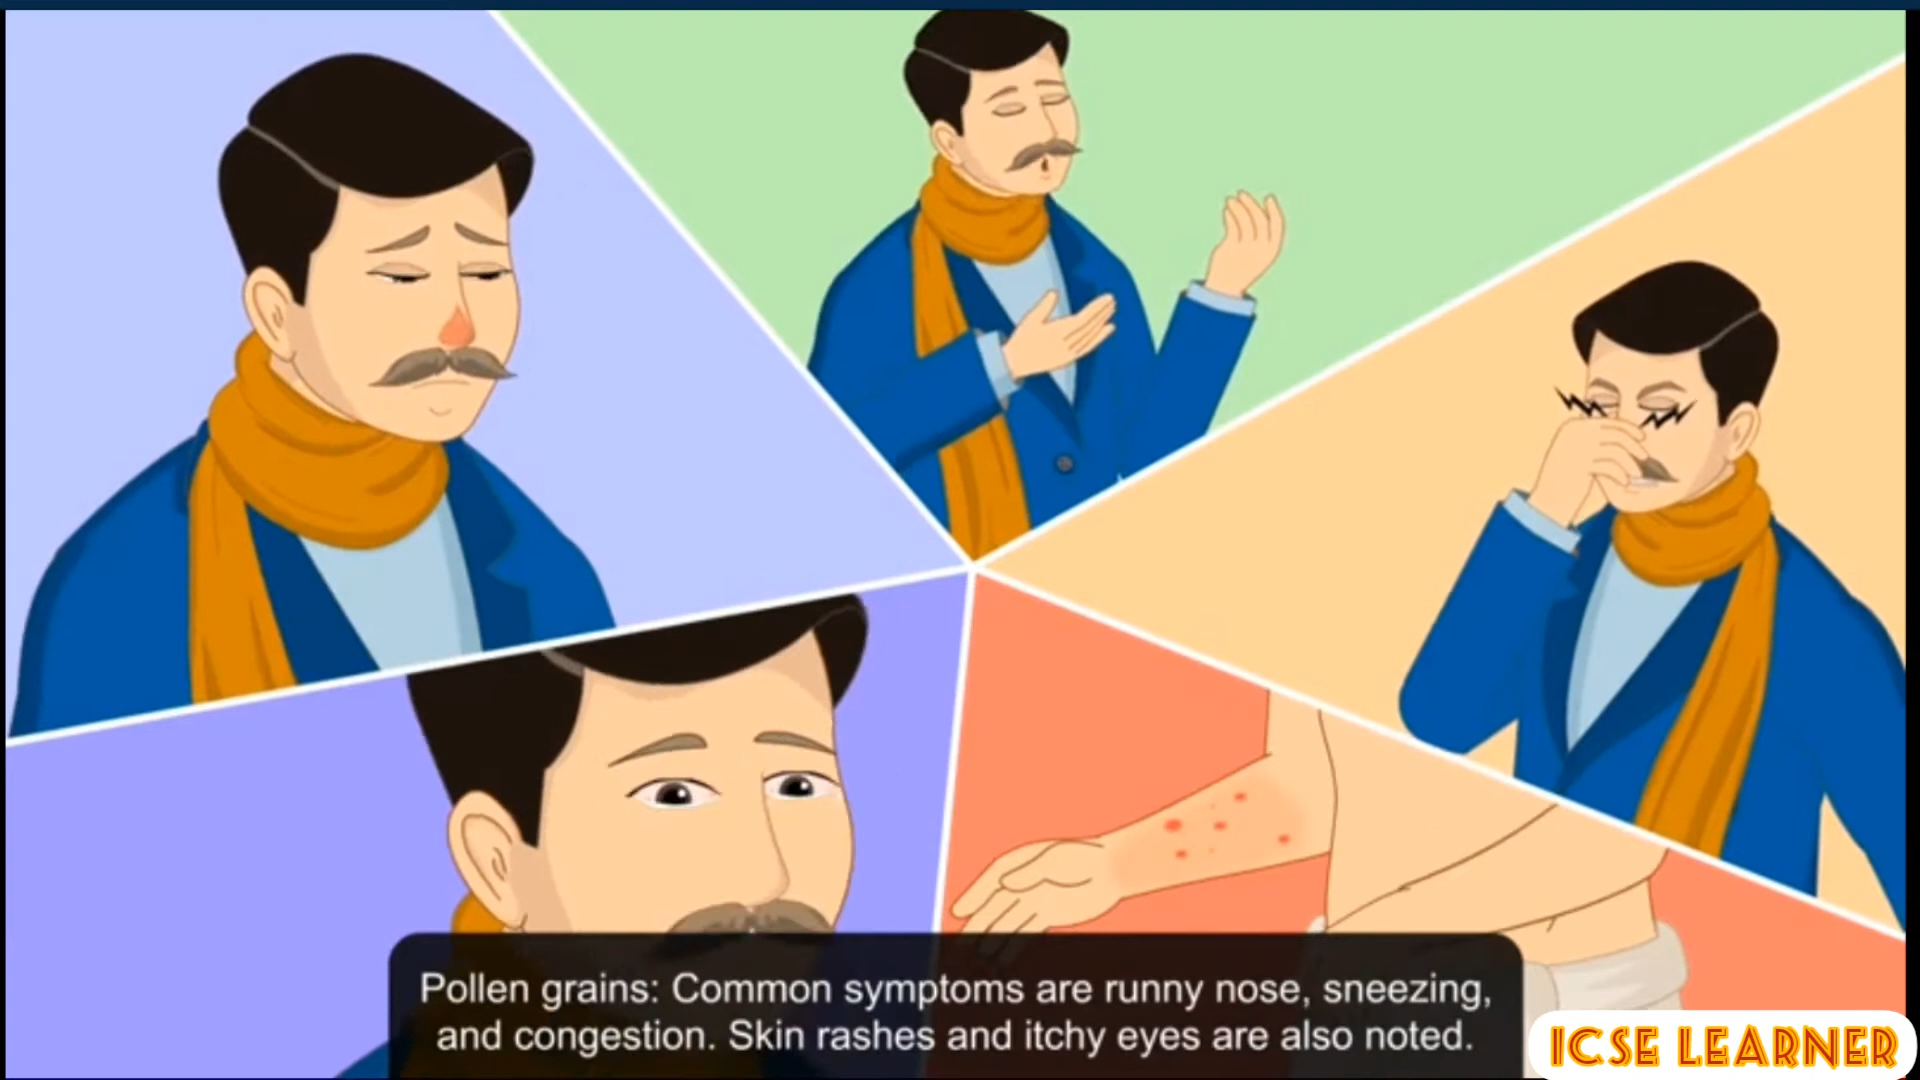 Pollen grains: Common symptoms are runny nose, sneezing,
and congestion. Skin rashes and itchy eyes are also noted.
ICSE LEARNER